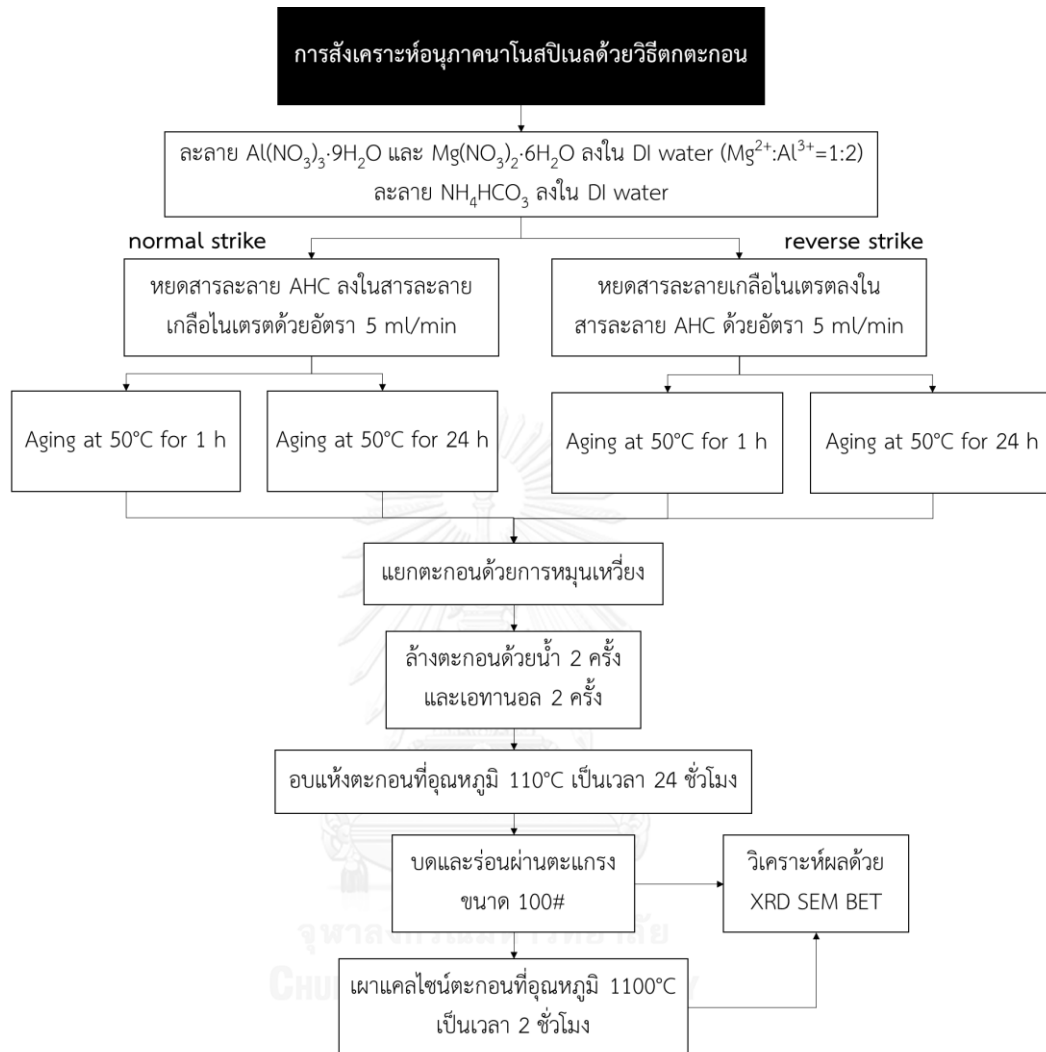 การสังเคราะห์อนุภาคนาโนสปิเนลด้วยวิธีตกตะกอน
ละลาย Al(NO₃)₃·9H₂O และ Mg(NO₃)₂·6H₂O ลงใน DI water (Mg²⁺:Al³⁺=1:2)
ละลาย NH₄HCO₃ ลงใน DI water
normal strike
reverse strike
หยดสารละลาย AHC ลงในสารละลาย
เกลือไนเตรตด้วยอัตรา 5 ml/min
หยดสารละลายเกลือไนเตรตลงใน
สารละลาย AHC ด้วยอัตรา 5 ml/min
Aging at 50°C for 1 h
Aging at 50°C for 24 h
Aging at 50°C for 1 h
Aging at 50°C for 24 h
แยกตะกอนด้วยการหมุนเหวี่ยง
ล้างตะกอนด้วยน้ำ 2 ครั้ง
และเอทานอล 2 ครั้ง
อบแห้งตะกอนที่อุณหภูมิ 110°C เป็นเวลา 24 ชั่วโมง
บดและร่อนผ่านตะแกรง
ขนาด 100#
วิเคราะห์ผลด้วย
XRD SEM BET
เผาแคลไซน์ตะกอนที่อุณหภูมิ 1100°C
เป็นเวลา 2 ชั่วโมง